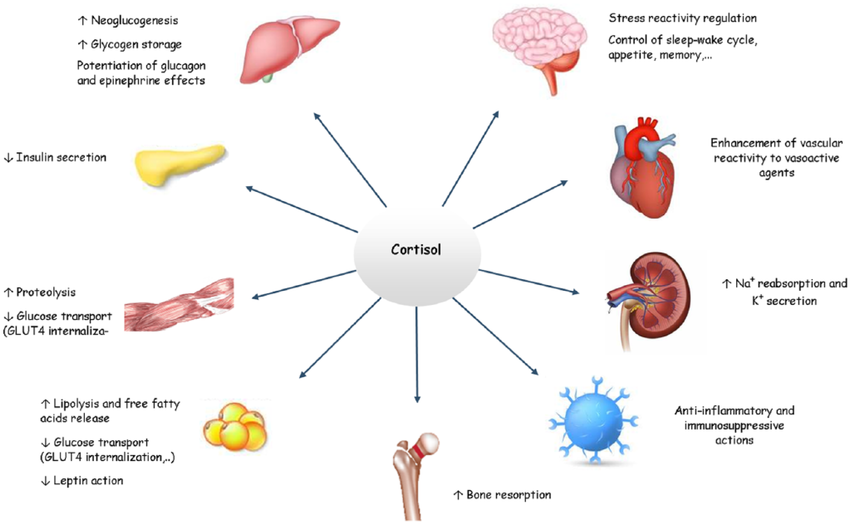 ↑ Neoglucogenesis
↑ Glycogen storage
Potentiation of glucagon
and epinephrine effects
Stress reactivity regulation
Control of sleep-wake cycle,
appetite, memory,...
↓ Insulin secretion
Enhancement of vascular
reactivity to vasoactive
agents
Cortisol
↑ Proteolysis
↓ Glucose transport
(GLUT4 internaliza-
↑ Na⁺ reabsorption and
K⁺ secretion
↑ Lipolysis and free fatty
acids release
↓ Glucose transport
(GLUT4 internalization,..)
↓ Leptin action
Anti-inflammatory and
immunosuppressive
actions
↑ Bone resorption